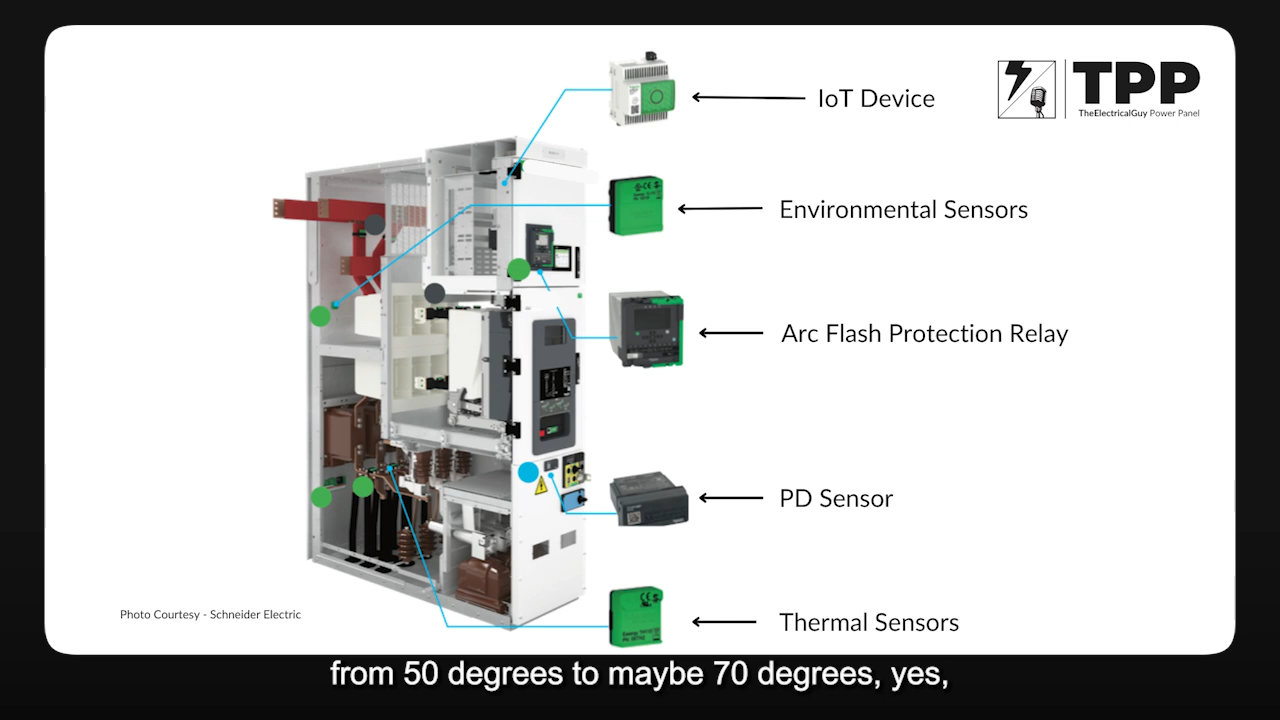 IoT Device
TPP
TheElectricalGuy Power Panel
Environmental Sensors
Arc Flash Protection Relay
PD Sensor
Photo Courtesy - Schneider Electric
Thermal Sensors
from 50 degrees to maybe 70 degrees, yes,